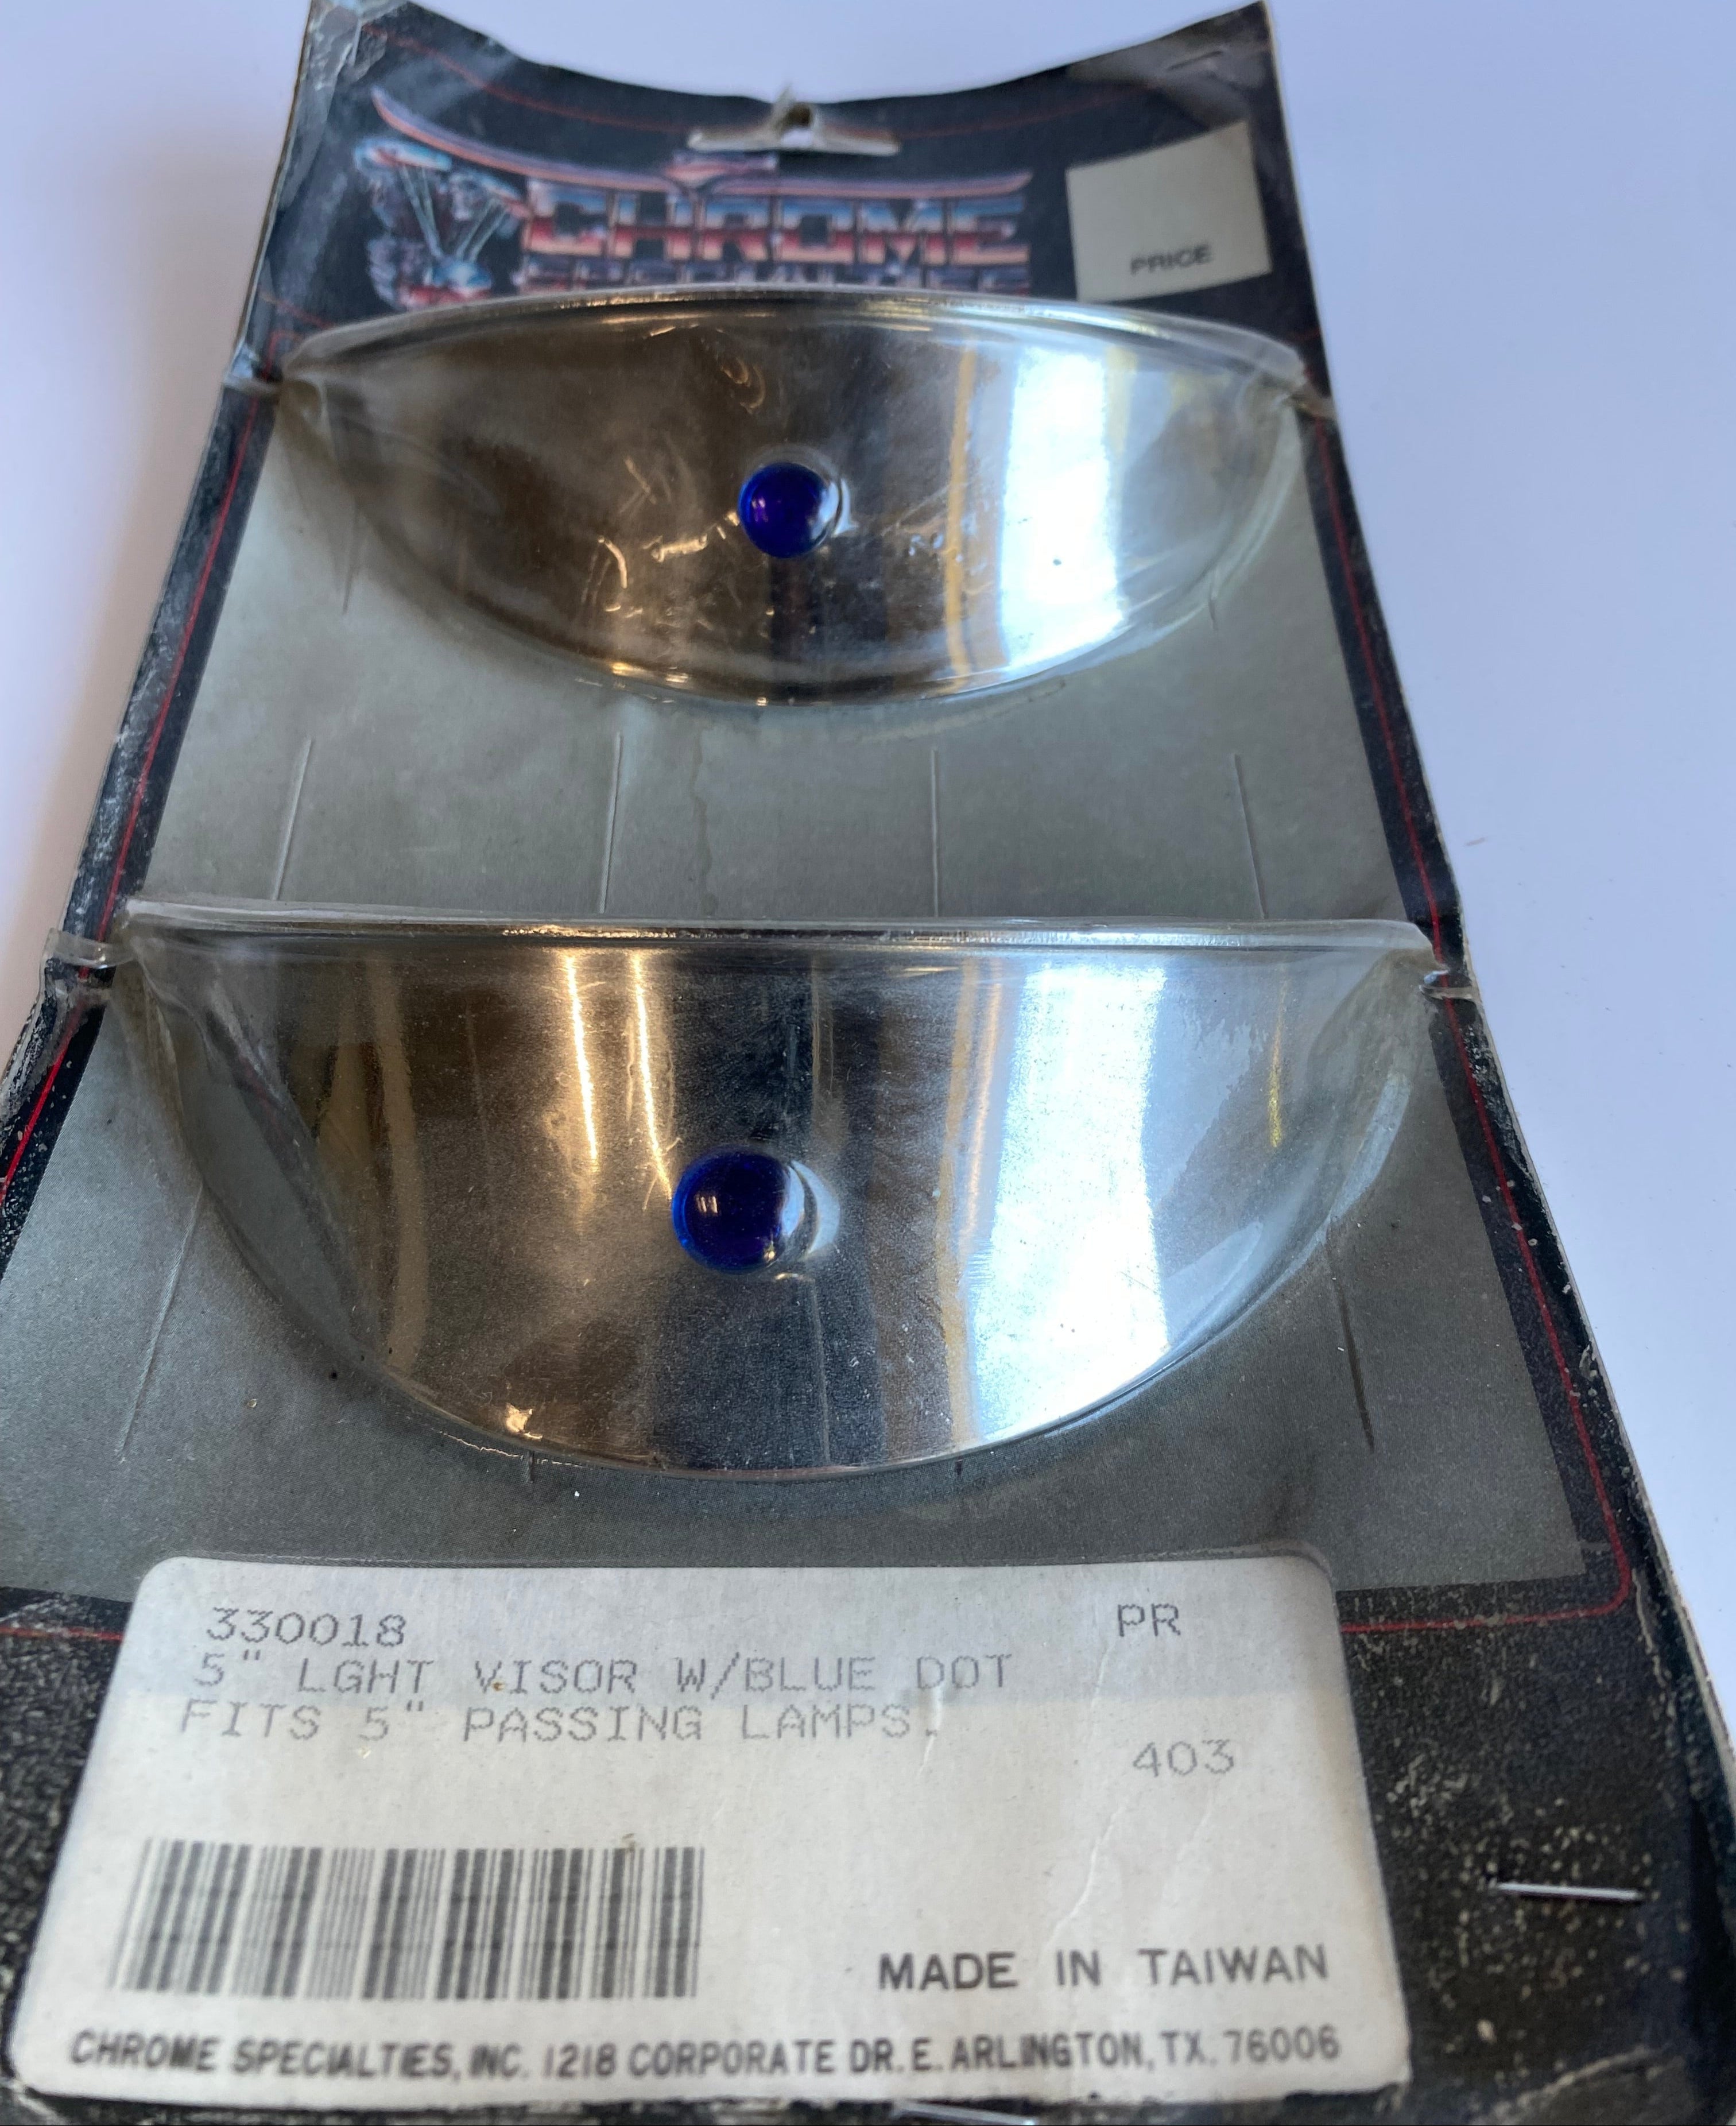 CHROME
PRICE
330018 PR
5" LGHT VISOR W/BLUE DOT
FITS 5" PASSING LAMPS.
403
MADE IN TAIWAN
CHROME SPECIALTIES, INC. 1218 CORPORATE DR. E. ARLINGTON, TX. 76006